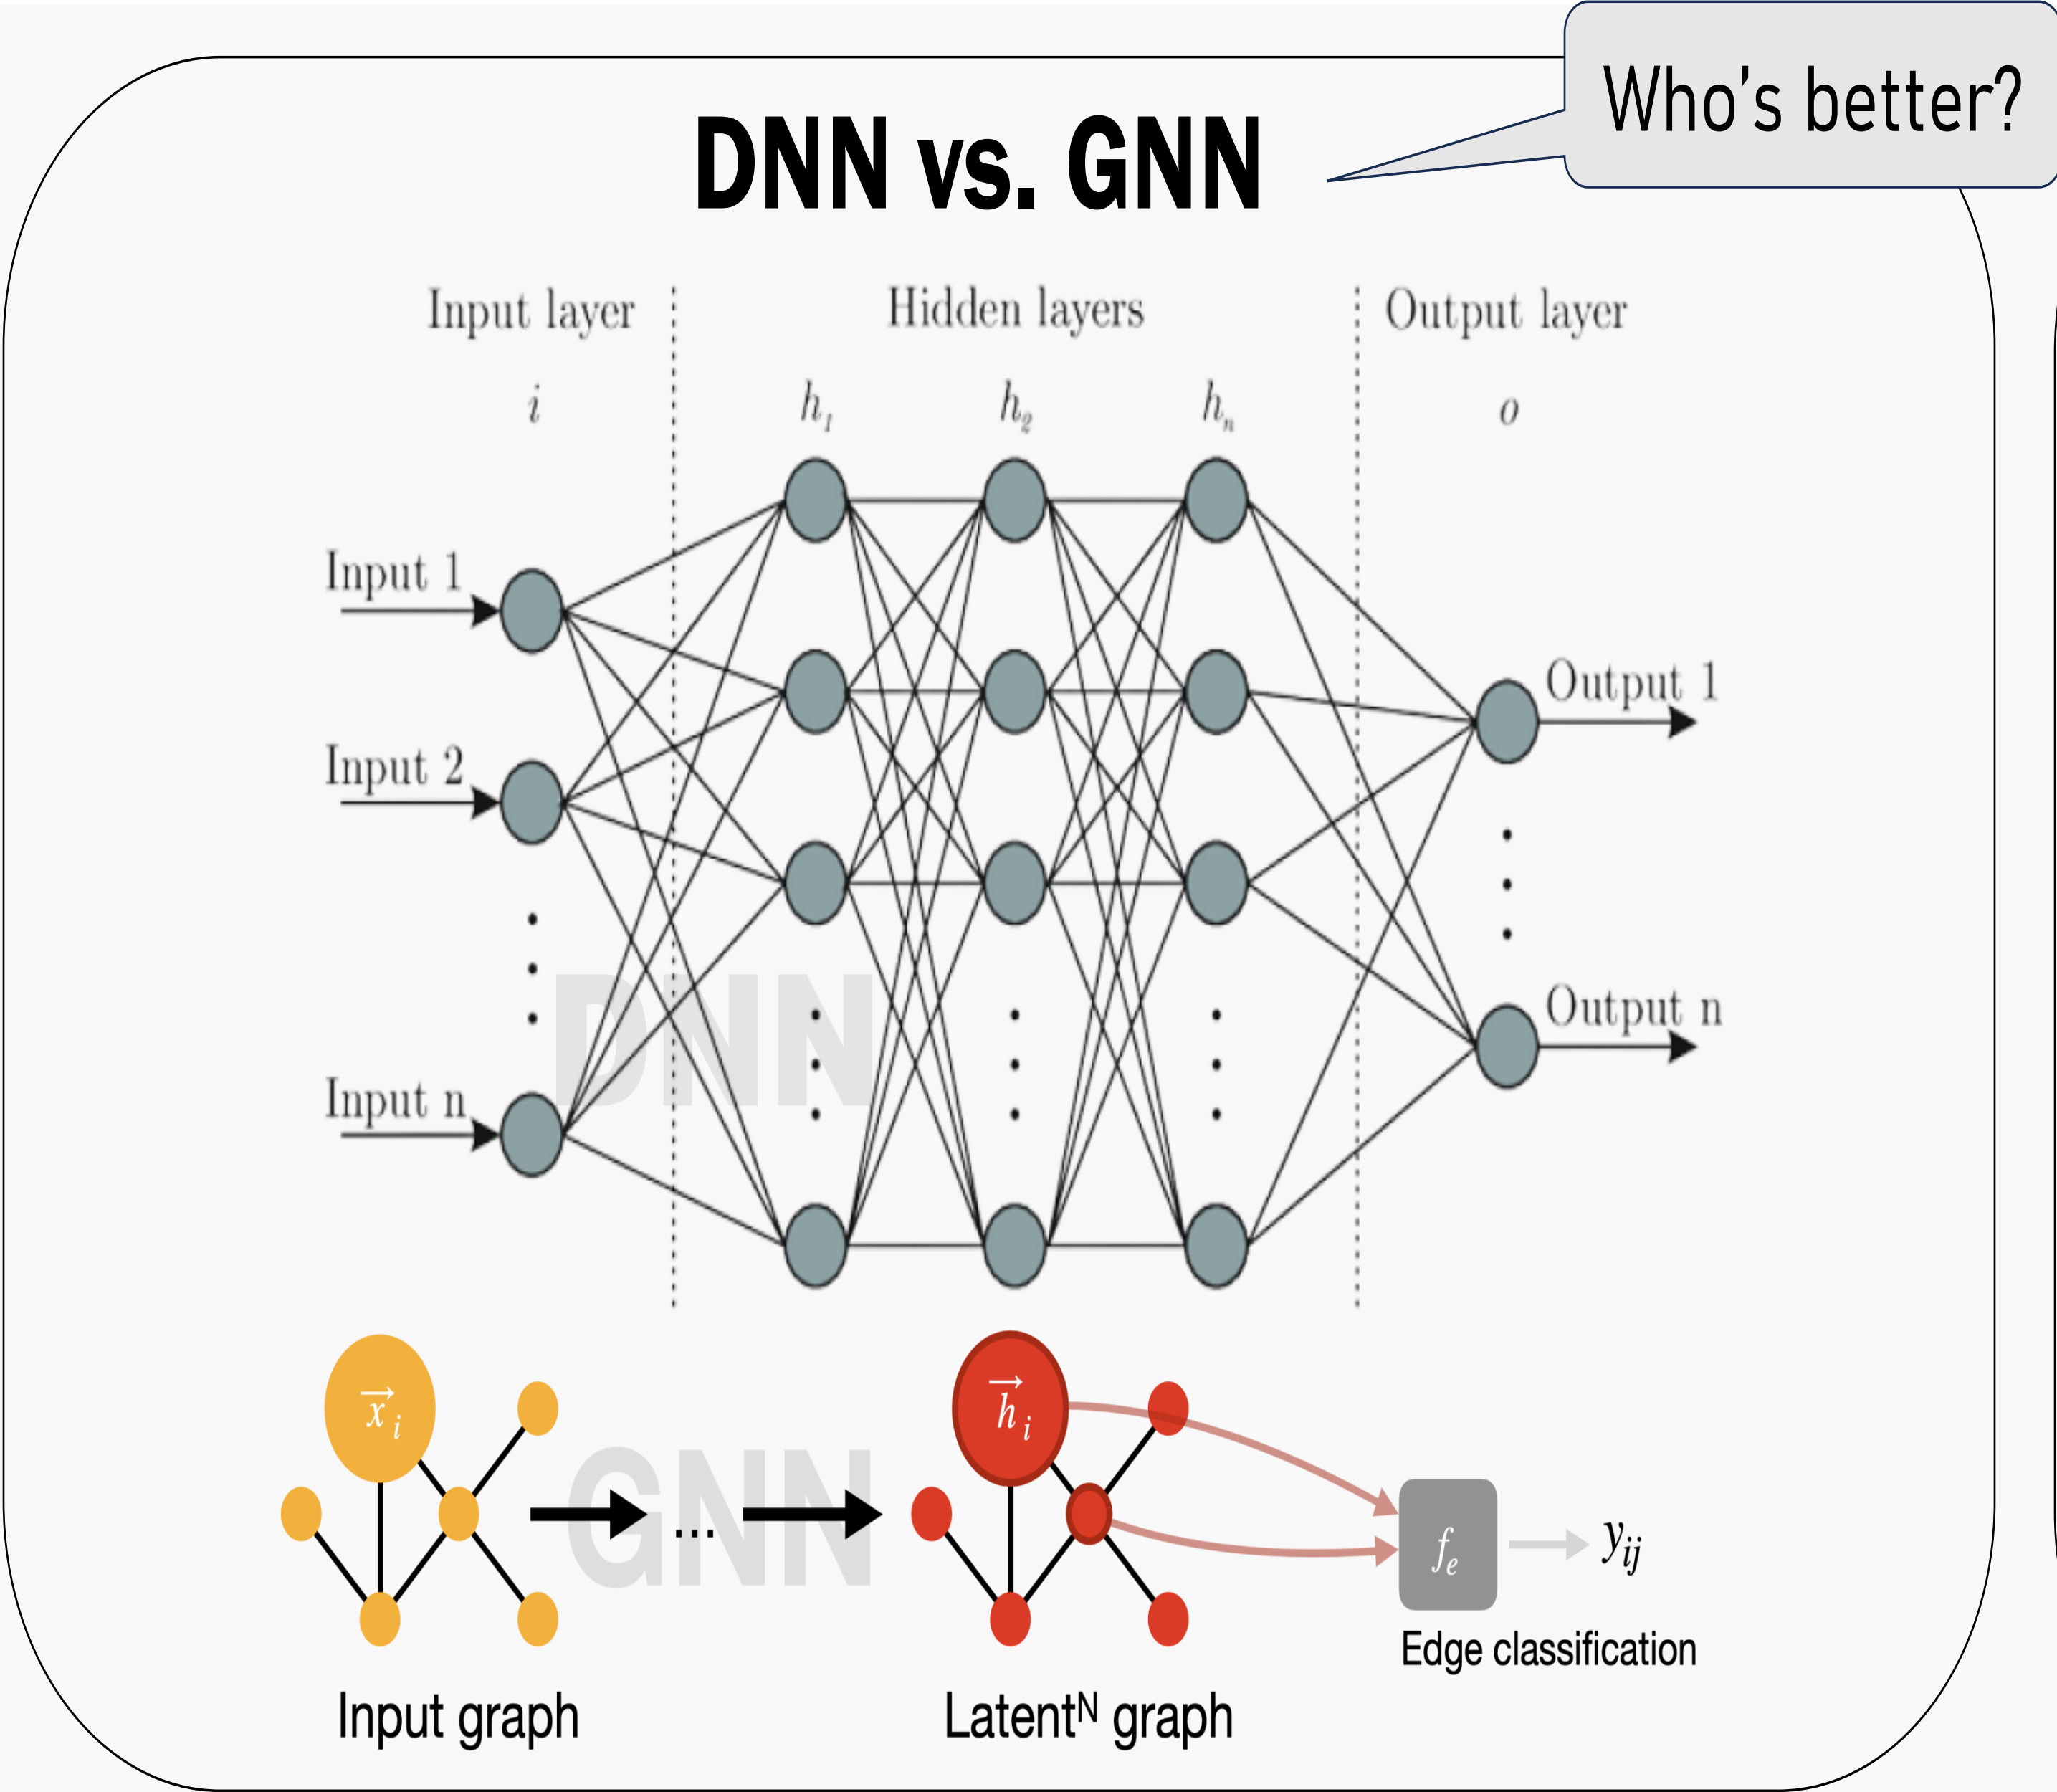 Who's better?
DNN vs. GNN
Input layer
Hidden layers
Output layer
i
h₁
h₂
hₙ
o
Input 1
Input 2
Input n
Output 1
Output n
DNN
x⃗ᵢ
GNN
...
h⃗ᵢ
fₑ
yᵢⱼ
Edge classification
Input graph
Latentᴺ graph